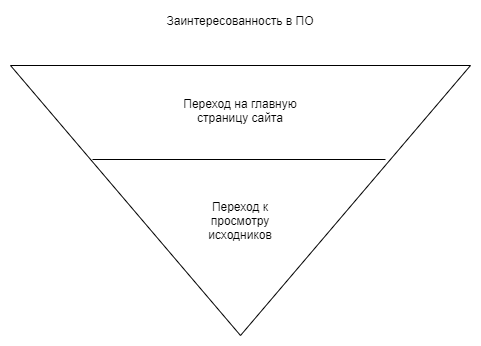 Заинтересованность в ПО
Переход на главную
страницу сайта
Переход к
просмотру
исходников